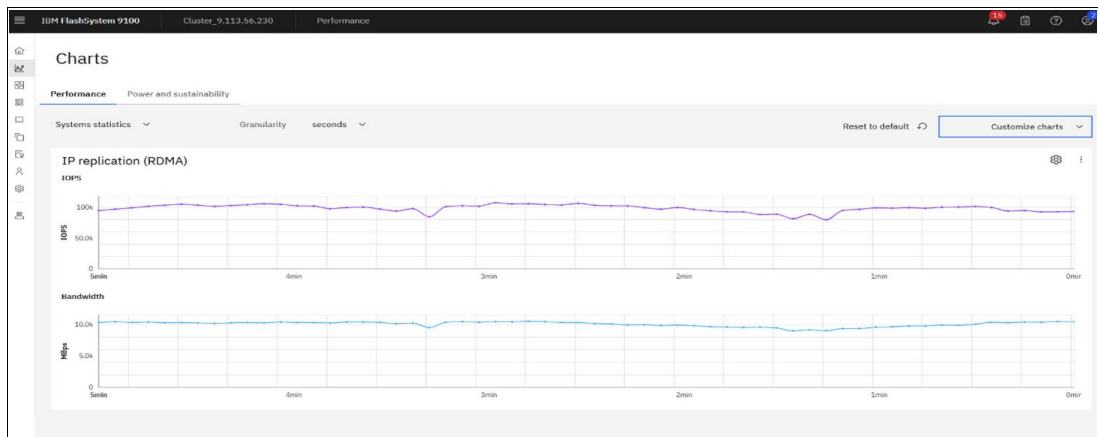 IBM FlashSystem 9100 Cluster_9.113.56.230 Performance 15 2
Charts
Performance Power and sustainability
Systems statistics Granularity seconds Reset to default Customize charts
IP replication (RDMA)
IOPS
100k
50.0k
0
IOPS
5min 4min 3min 2min 1min 0min
Bandwidth
10.0k
5.0k
0
MBps
5min 4min 3min 2min 1min 0min